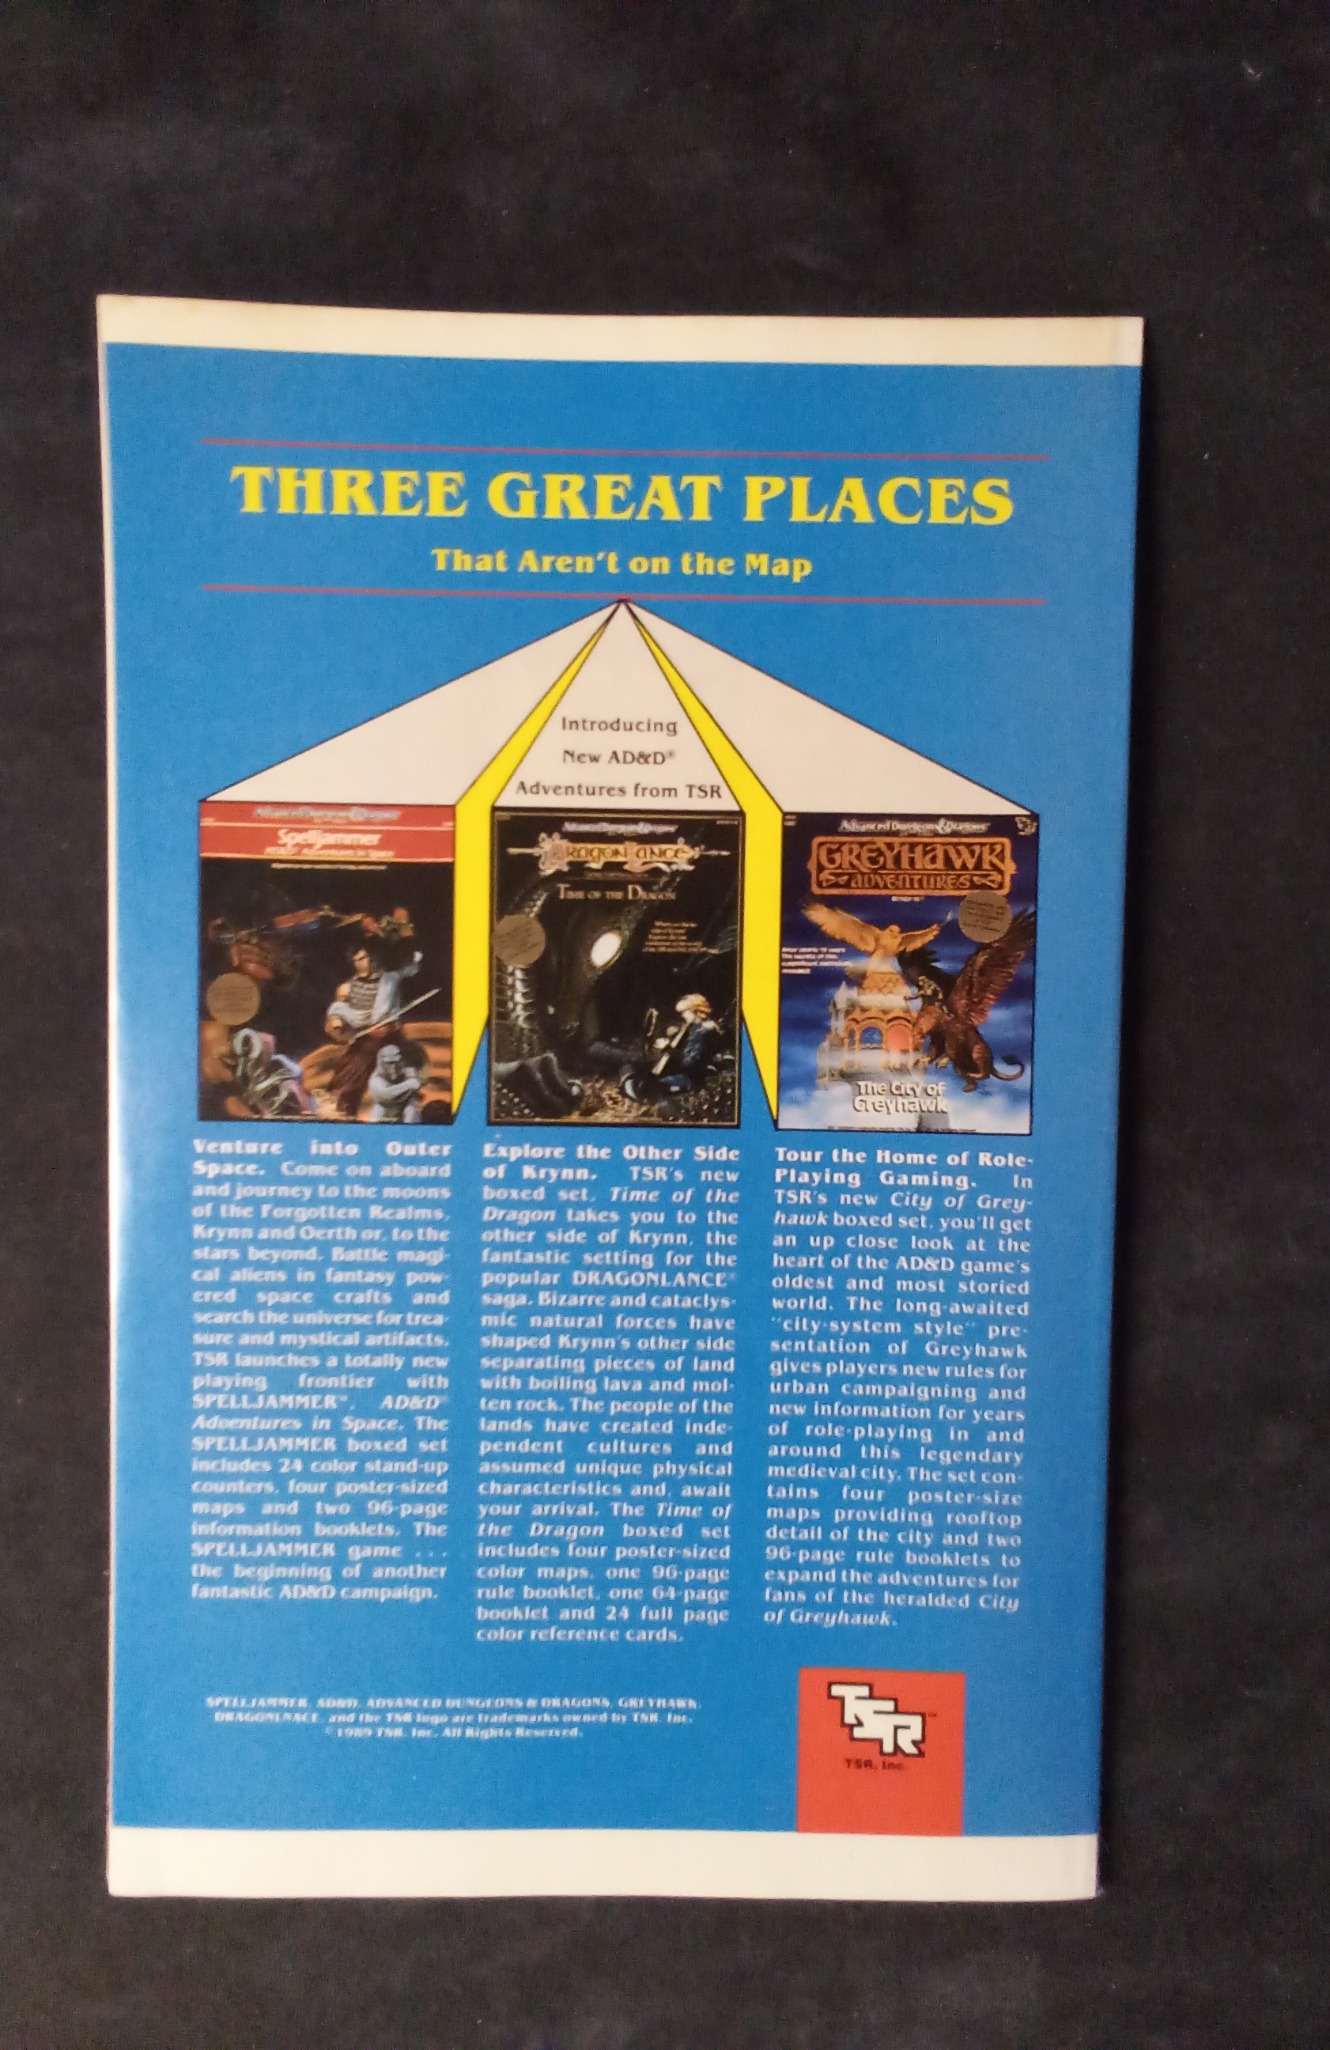 THREE GREAT PLACES
That Aren't on the Map
Introducing
New AD&D®
Adventures from TSR
Advanced Dungeons & Dragons
Spelljammer
AD&D Adventures in Space
Advanced Dungeons & Dragons
DRAGONLANCE
TIME OF THE DRAGON
Advanced Dungeons & Dragons
GREYHAWK
ADVENTURES
The City of
Greyhawk
Venture into Outer
Space. Come on aboard
and journey to the moons
of the Forgotten Realms,
Krynn and Oerth or, to the
stars beyond. Battle magi-
cal aliens in fantasy pow-
ered space crafts and
search the universe for trea-
sure and mystical artifacts.
TSR launches a totally new
playing frontier with
SPELLJAMMER™, AD&D®
Adventures in Space. The
SPELLJAMMER boxed set
includes 24 color stand-up
counters, four poster-sized
maps and two 96-page
information booklets. The
SPELLJAMMER game ...
the beginning of another
fantastic AD&D campaign.
Explore the Other Side
of Krynn. TSR's new
boxed set, Time of the
Dragon takes you to the
other side of Krynn, the
fantastic setting for the
popular DRAGONLANCE®
saga. Bizarre and cataclys-
mic natural forces have
shaped Krynn's other side
separating pieces of land
with boiling lava and mol-
ten rock. The people of the
lands have created inde-
pendent cultures and
assumed unique physical
characteristics and, await
your arrival. The Time of
the Dragon boxed set
includes four poster-sized
color maps, one 96-page
rule booklet, one 64-page
booklet and 24 full page
color reference cards.
Tour the Home of Role-
Playing Gaming. In
TSR's new City of Grey-
hawk boxed set, you'll get
an up close look at the
heart of the AD&D game's
oldest and most storied
world. The long-awaited
"city-system style" pre-
sentation of Greyhawk
gives players new rules for
urban campaigning and
new information for years
of role-playing in and
around this legendary
medieval city. The set con-
tains four poster-size
maps providing rooftop
detail of the city and two
96-page rule booklets to
expand the adventures for
fans of the heralded City
of Greyhawk.
SPELLJAMMER, AD&D, ADVANCED DUNGEONS & DRAGONS, GREYHAWK,
DRAGONLNACE, and the TSR logo are trademarks owned by TSR, Inc.
©1989 TSR, Inc. All Rights Reserved.
TSR™
TSR, Inc.